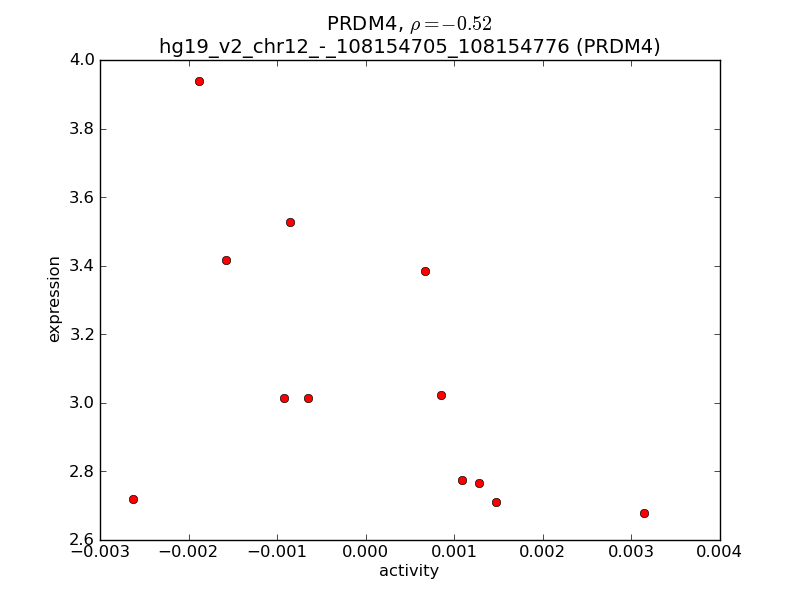 PRDM4, ρ = −0.52
hg19_v2_chr12_-_108154705_108154776 (PRDM4)
4.0
3.8
3.6
3.4
3.2
3.0
2.8
2.6
expression
−0.003 −0.002 −0.001 0.000 0.001 0.002 0.003 0.004
activity